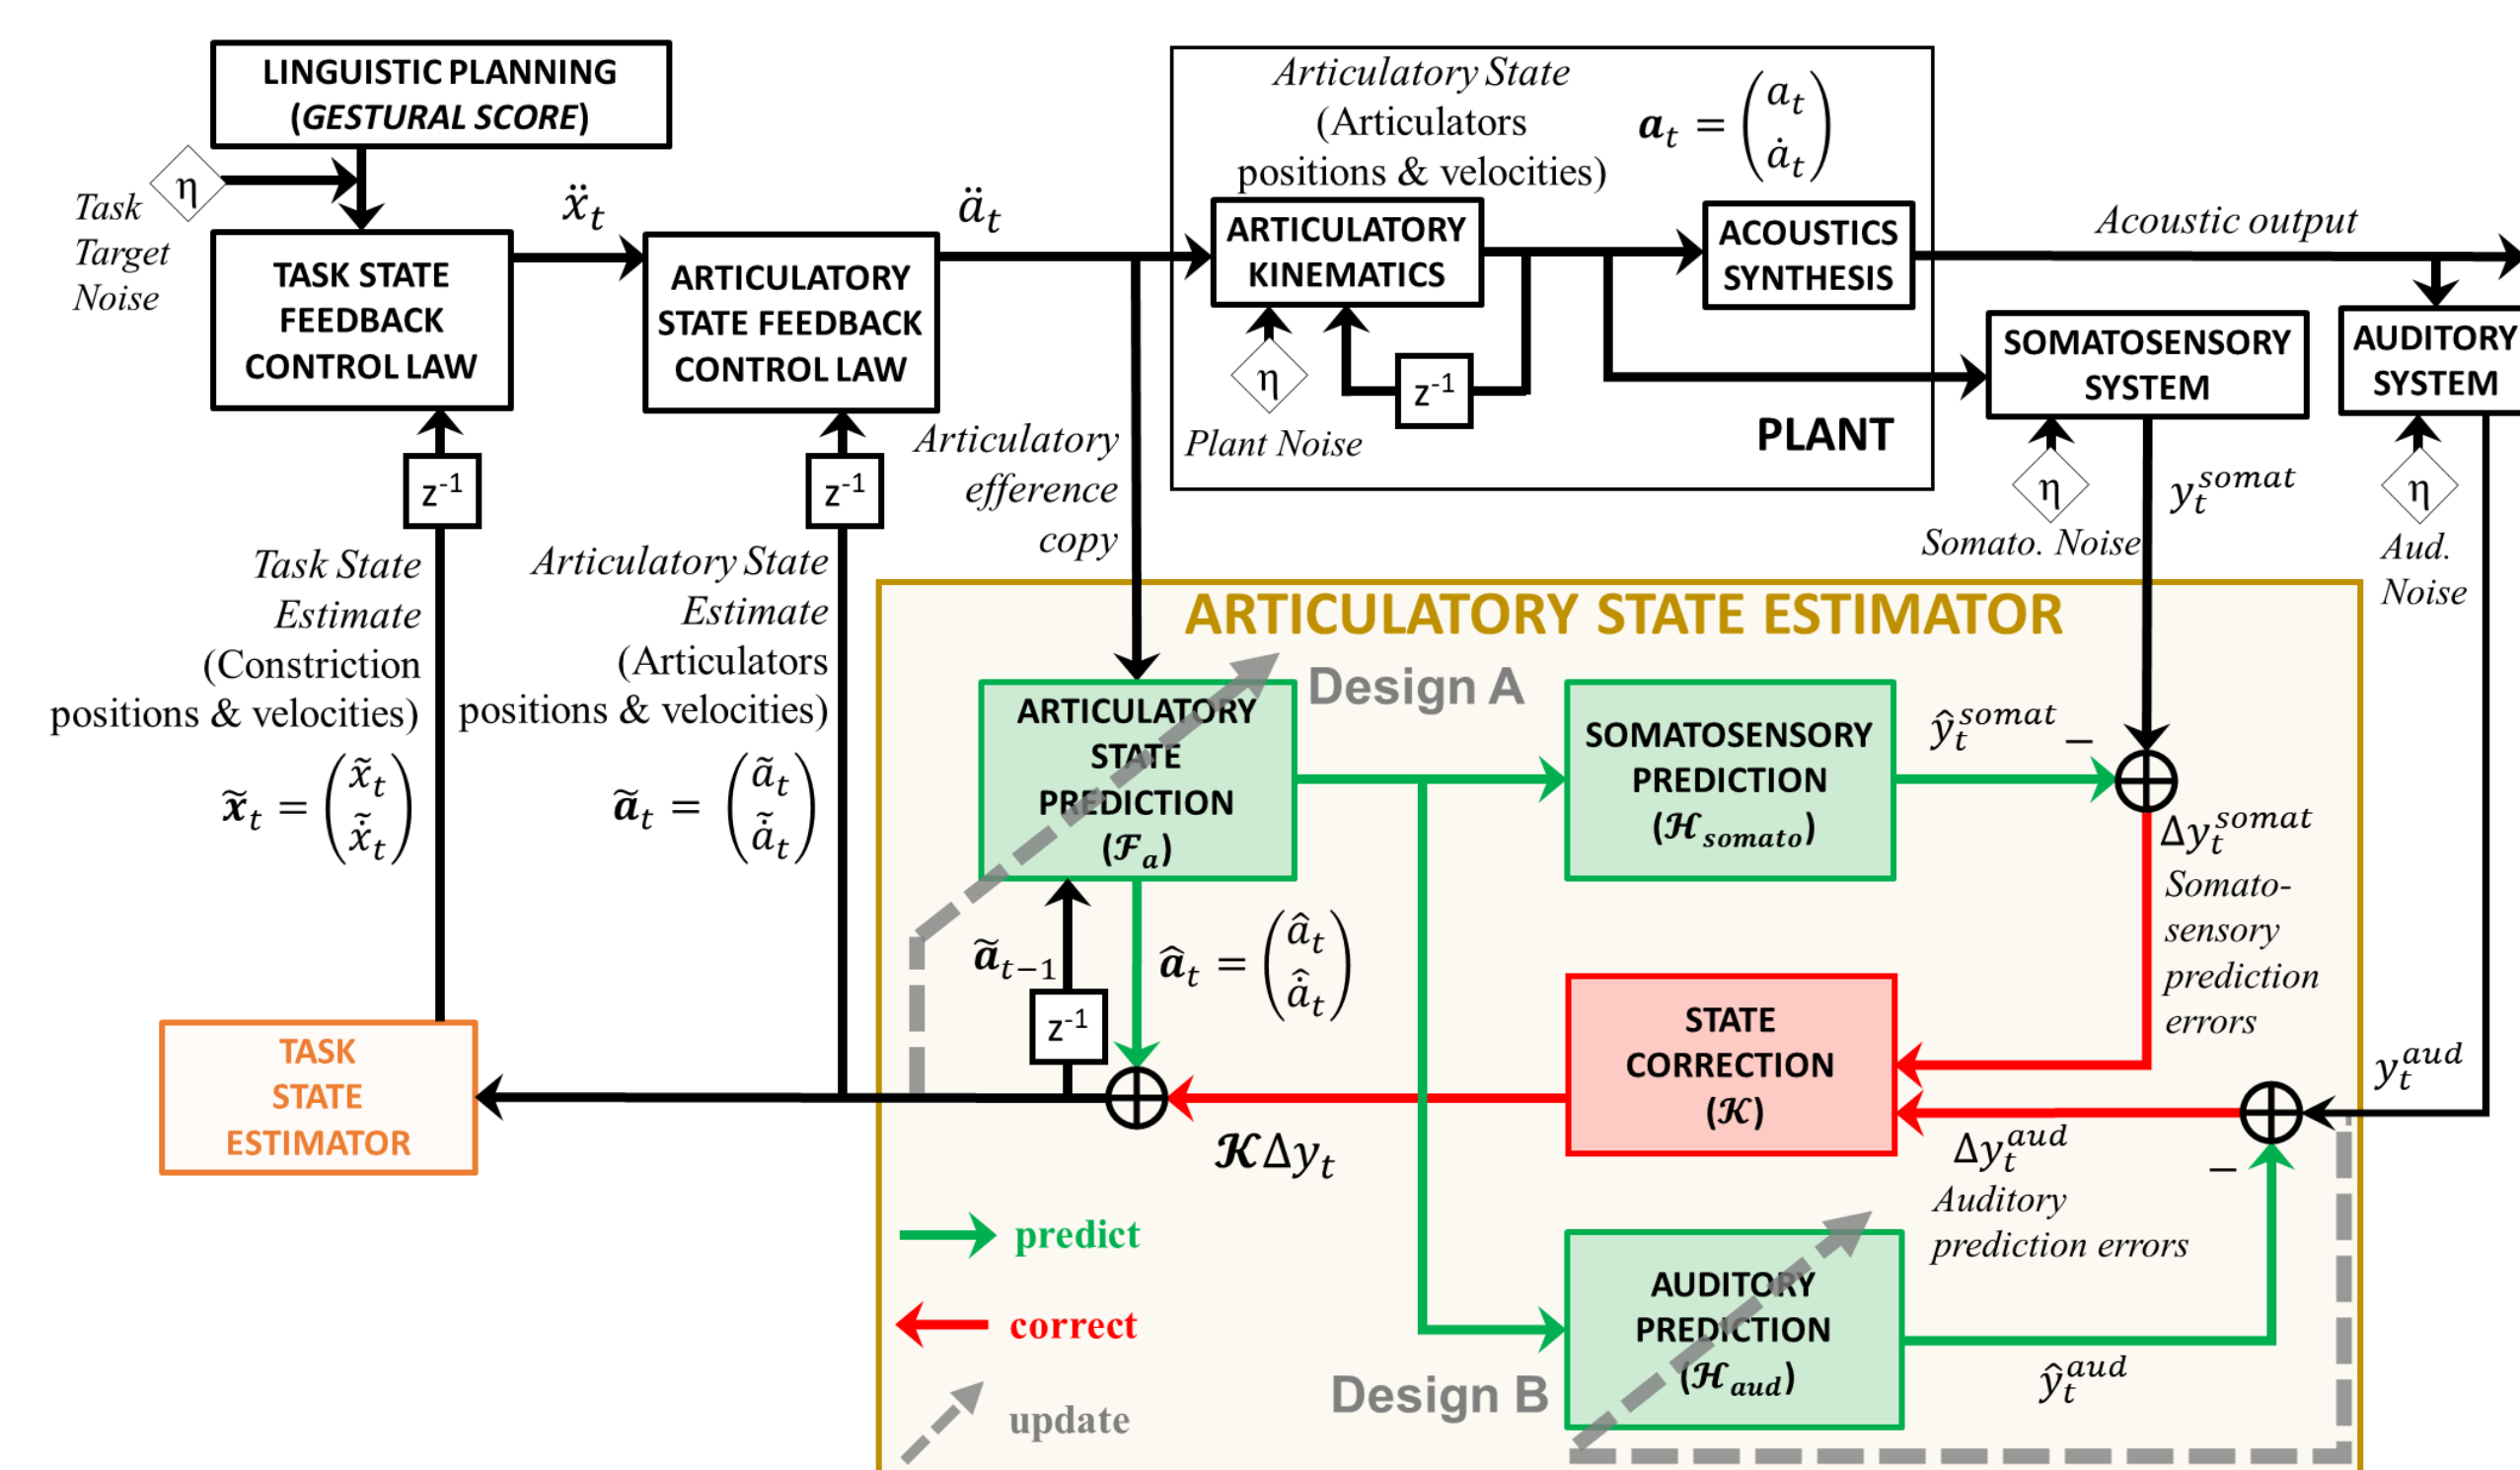 LINGUISTIC PLANNING
(GESTURAL SCORE)
η
Task
Target
Noise
TASK STATE
FEEDBACK
CONTROL LAW
ẍ_t
ARTICULATORY
STATE FEEDBACK
CONTROL LAW
ä_t
Articulatory State
(Articulators
positions & velocities)
a_t = (a_t ȧ_t)
ARTICULATORY
KINEMATICS
ACOUSTICS
SYNTHESIS
η
Plant Noise
z⁻¹
PLANT
Acoustic output
SOMATOSENSORY
SYSTEM
AUDITORY
SYSTEM
η
Somato. Noise
y_t^somat
η
Aud.
Noise
z⁻¹
z⁻¹
Articulatory
efference
copy
Task State
Estimate
(Constriction
positions & velocities)
x̃_t = (x̃_t ẋ̃_t)
Articulatory State
Estimate
(Articulators
positions & velocities)
ã_t = (ã_t ȧ̃_t)
ARTICULATORY STATE ESTIMATOR
Design A
ARTICULATORY
STATE
PREDICTION
(ℱ_a)
SOMATOSENSORY
PREDICTION
(ℋ_somato)
ŷ_t^somat
−
Δy_t^somat
Somato-
sensory
prediction
errors
ã_t−1
z⁻¹
â_t = (â_t ȧ̂_t)
STATE
CORRECTION
(𝒦)
𝒦Δy_t
y_t^aud
Δy_t^aud
−
Auditory
prediction errors
TASK
STATE
ESTIMATOR
predict
correct
update
Design B
AUDITORY
PREDICTION
(ℋ_aud)
ŷ_t^aud